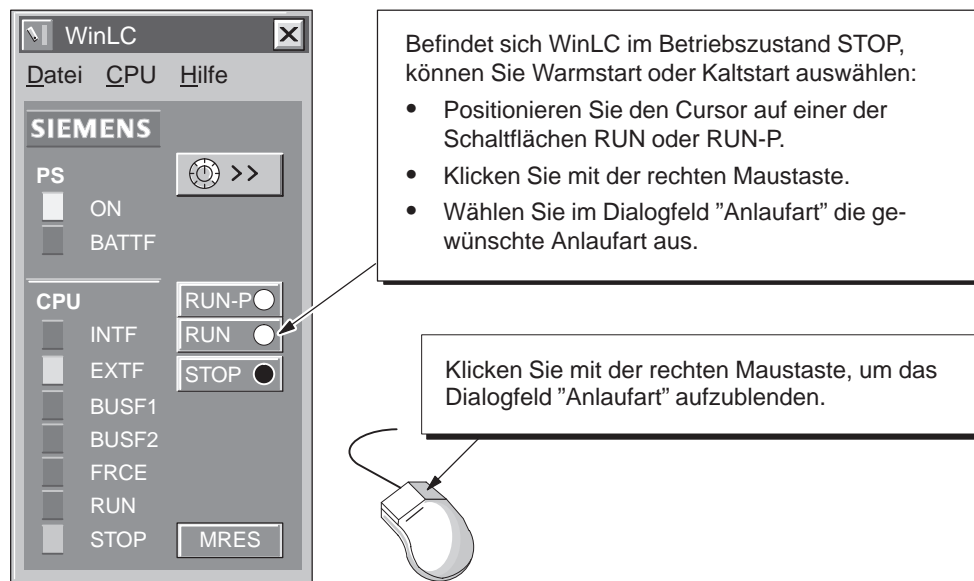 WinLC
Datei CPU Hilfe
SIEMENS
PS
>>
ON
BATTF
CPU
RUN-P
INTF
RUN
EXTF
STOP
BUSF1
BUSF2
FRCE
RUN
STOP
MRES
Befindet sich WinLC im Betriebszustand STOP,
können Sie Warmstart oder Kaltstart auswählen:
• Positionieren Sie den Cursor auf einer der
Schaltflächen RUN oder RUN-P.
• Klicken Sie mit der rechten Maustaste.
• Wählen Sie im Dialogfeld ”Anlaufart” die ge-
wünschte Anlaufart aus.
Klicken Sie mit der rechten Maustaste, um das
Dialogfeld ”Anlaufart” aufzublenden.